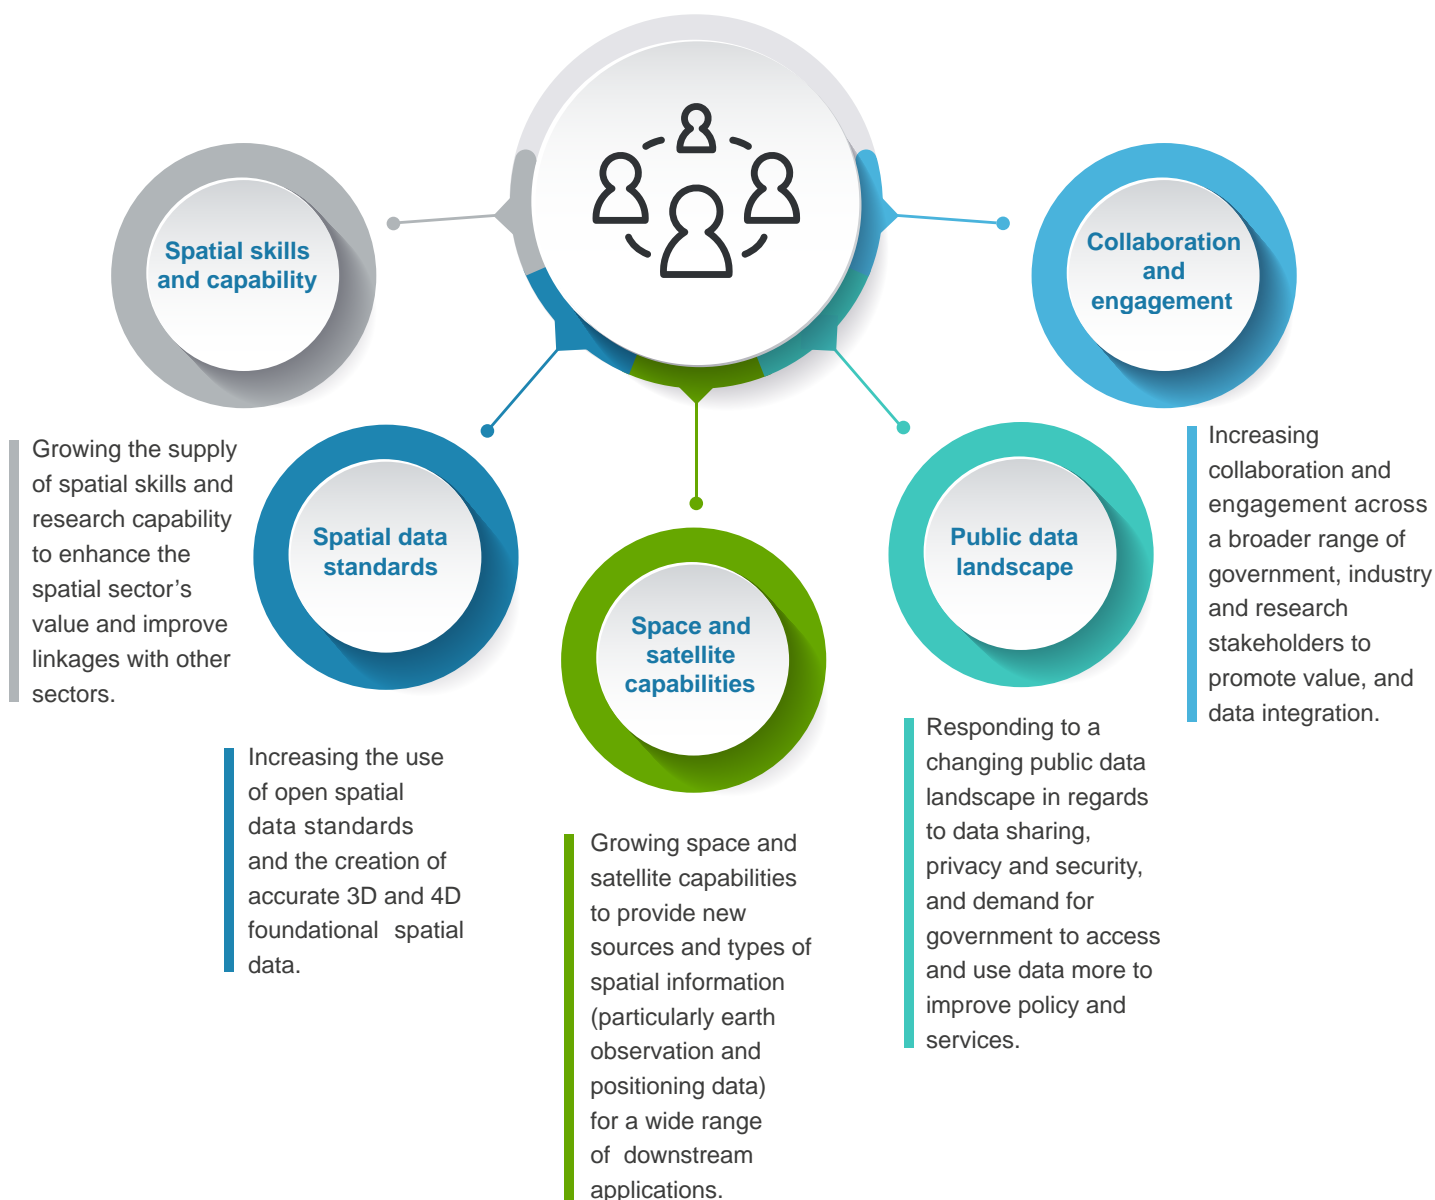 Spatial skills
and capability
Growing the supply
of spatial skills and
research capability
to enhance the
spatial sector’s
value and improve
linkages with other
sectors.
Spatial data
standards
Increasing the use
of open spatial
data standards
and the creation of
accurate 3D and 4D
foundational spatial
data.
Space and
satellite
capabilities
Growing space and
satellite capabilities
to provide new
sources and types of
spatial information
(particularly earth
observation and
positioning data)
for a wide range
of downstream
applications.
Public data
landscape
Responding to a
changing public data
landscape in regards
to data sharing,
privacy and security,
and demand for
government to access
and use data more to
improve policy and
services.
Collaboration
and
engagement
Increasing
collaboration and
engagement across
a broader range of
government, industry
and research
stakeholders to
promote value, and
data integration.